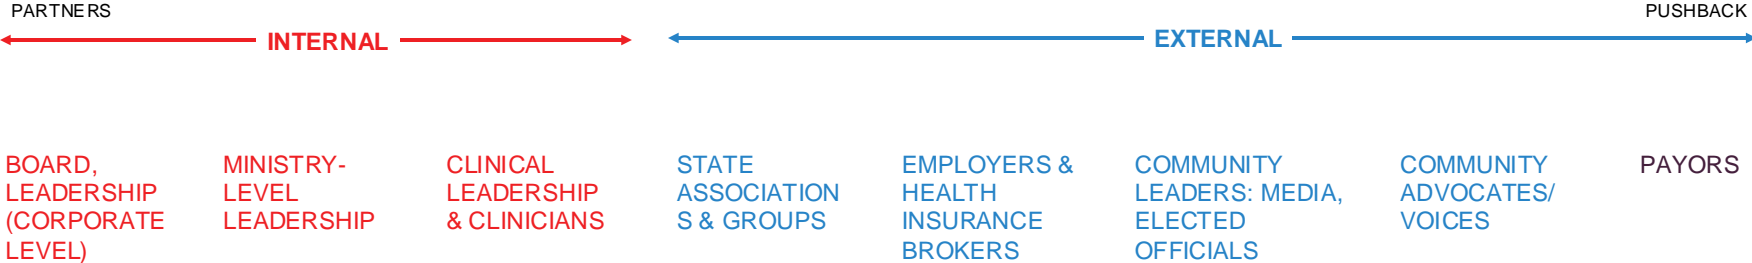 PARTNERS
PUSHBACK
INTERNAL
EXTERNAL
BOARD,
LEADERSHIP
(CORPORATE
LEVEL)
MINISTRY-
LEVEL
LEADERSHIP
CLINICAL
LEADERSHIP
& CLINICIANS
STATE
ASSOCIATION
S & GROUPS
EMPLOYERS &
HEALTH
INSURANCE
BROKERS
COMMUNITY
LEADERS: MEDIA,
ELECTED
OFFICIALS
COMMUNITY
ADVOCATES/
VOICES
PAYORS